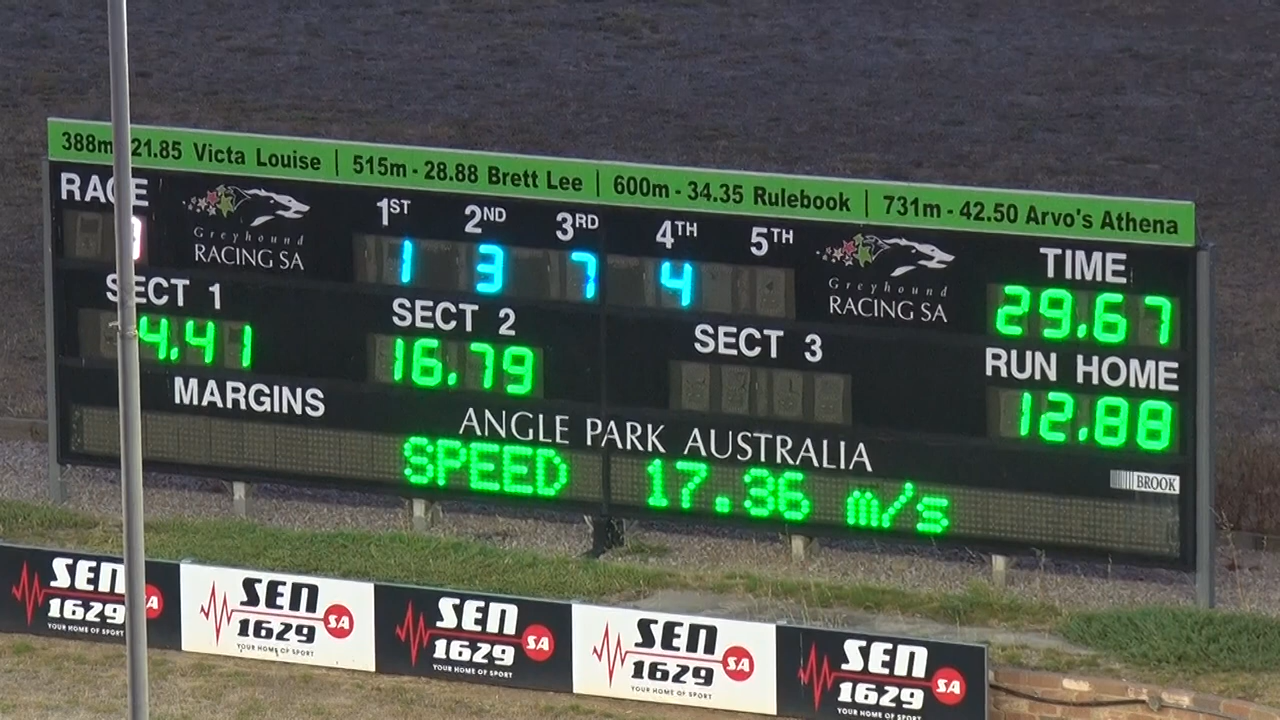 388m 21.85 Victa Louise | 515m - 28.88 Brett Lee | 600m - 34.35 Rulebook | 731m - 42.50 Arvo's Athena
RACE
Greyhound
RACING SA
1ST 2ND 3RD 4TH 5TH
1 3 7 4
Greyhound
RACING SA
TIME
29.67
SECT 1
4.41
SECT 2
16.79
SECT 3
RUN HOME
12.88
MARGINS
ANGLE PARK AUSTRALIA
SPEED 17.36 m/s
BROOK
SEN
1629
SA
YOUR HOME OF SPORT
SEN
1629
SA
YOUR HOME OF SPORT
SEN
1629
SA
YOUR HOME OF SPORT
SEN
1629
SA
YOUR HOME OF SPORT
SEN
1629
SA
YOUR HOME OF SPORT